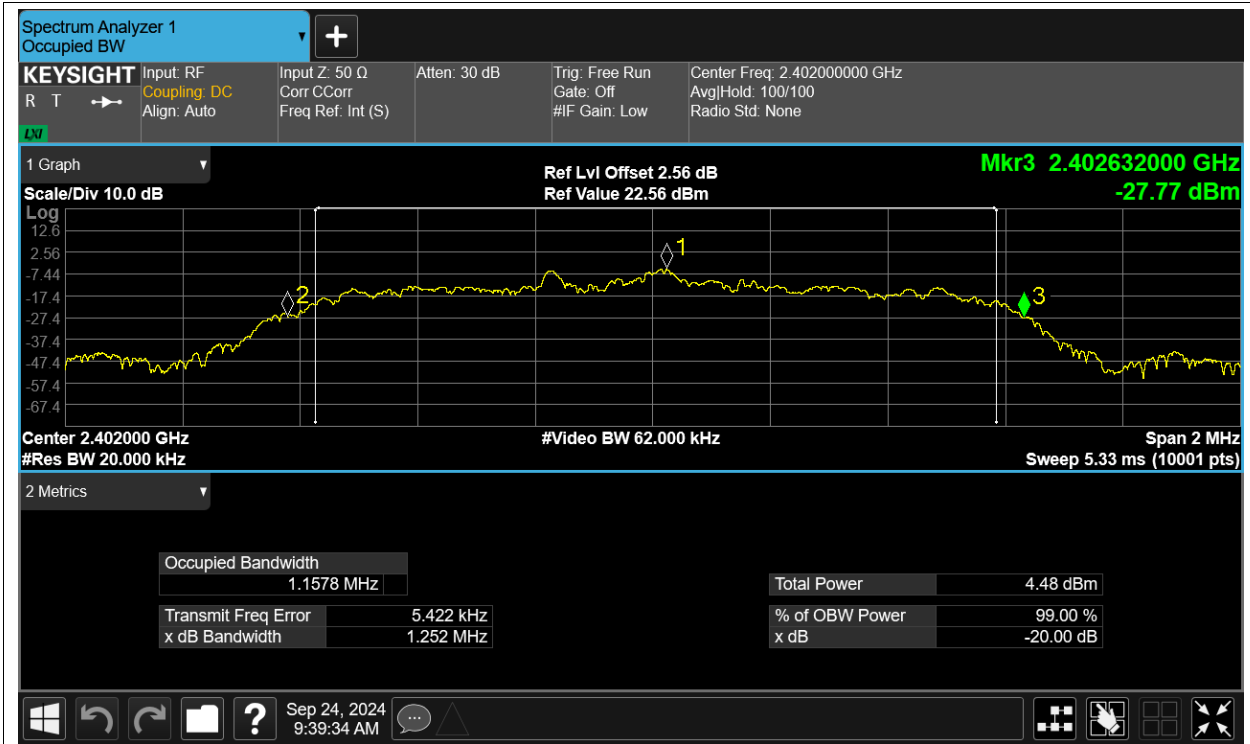 Spectrum Analyzer 1
Occupied BW
KEYSIGHT
R T
LXI
Input: RF
Coupling: DC
Align: Auto
Input Z: 50 Ω
Corr CCorr
Freq Ref: Int (S)
Atten: 30 dB
Trig: Free Run
Gate: Off
#IF Gain: Low
Center Freq: 2.402000000 GHz
Avg|Hold: 100/100
Radio Std: None
1 Graph
Scale/Div 10.0 dB
Ref Lvl Offset 2.56 dB
Ref Value 22.56 dBm
Mkr3 2.402632000 GHz
-27.77 dBm
Log
12.6
2.56
-7.44
-17.4
-27.4
-37.4
-47.4
-57.4
-67.4
1
2
3
Center 2.402000 GHz
#Res BW 20.000 kHz
#Video BW 62.000 kHz
Span 2 MHz
Sweep 5.33 ms (10001 pts)
2 Metrics
Occupied Bandwidth
1.1578 MHz
Transmit Freq Error 5.422 kHz
x dB Bandwidth 1.252 MHz
Total Power 4.48 dBm
% of OBW Power 99.00 %
x dB -20.00 dB
?
Sep 24, 2024
9:39:34 AM